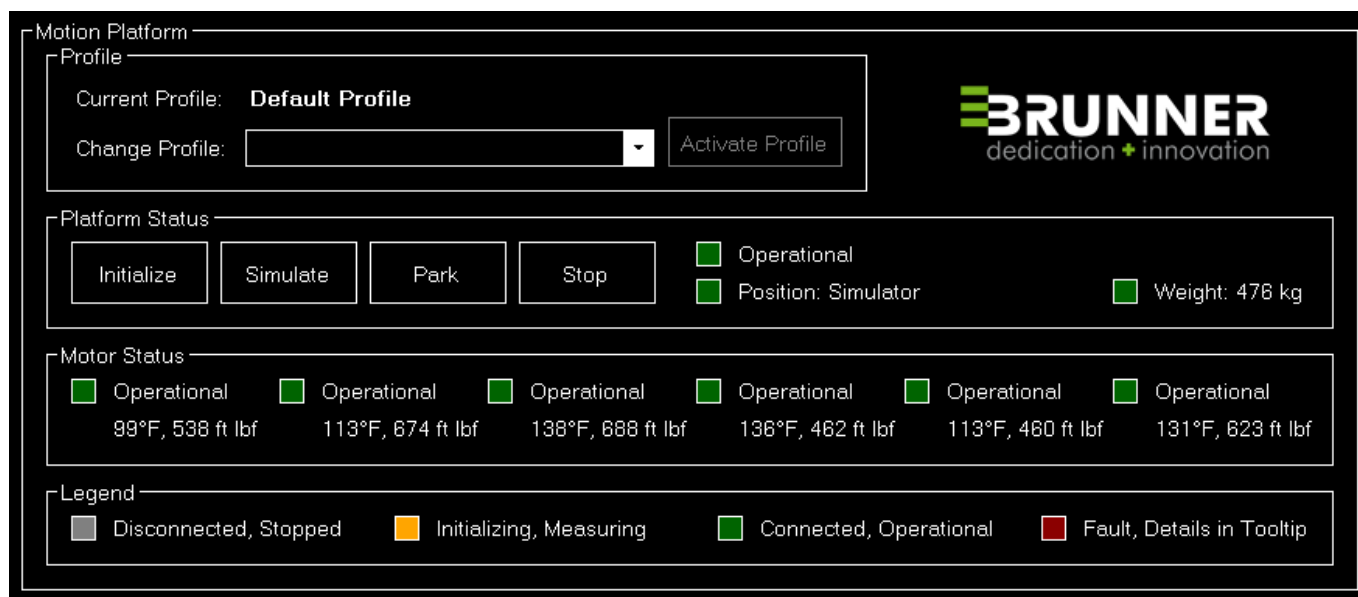 Motion Platform
Profile
Current Profile: Default Profile
Change Profile: Activate Profile
BRUNNER
dedication + innovation
Platform Status
Initialize Simulate Park Stop
Operational
Position: Simulator Weight: 476 kg
Motor Status
Operational Operational Operational Operational Operational Operational
99°F, 538 ft lbf 113°F, 674 ft lbf 138°F, 688 ft lbf 136°F, 462 ft lbf 113°F, 460 ft lbf 131°F, 623 ft lbf
Legend
Disconnected, Stopped Initializing, Measuring Connected, Operational Fault, Details in Tooltip